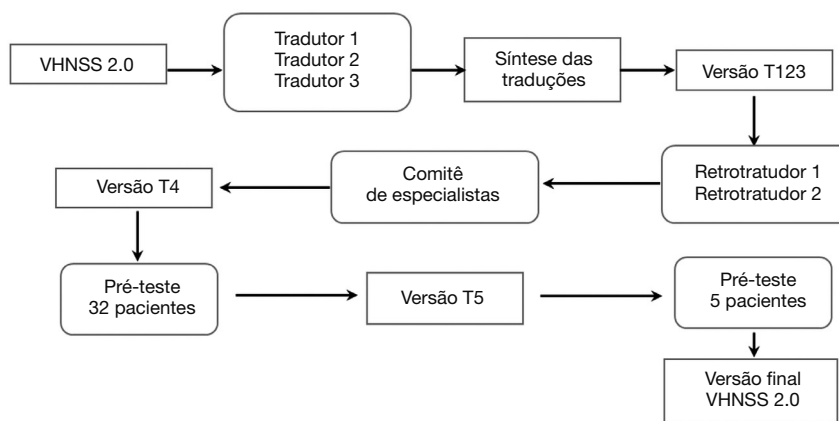 VHNSS 2.0
Tradutor 1
Tradutor 2
Tradutor 3
Síntese das
traduções
Versão T123
Retrotratudor 1
Retrotratudor 2
Comitê
de especialistas
Versão T4
Pré-teste
32 pacientes
Versão T5
Pré-teste
5 pacientes
Versão final
VHNSS 2.0